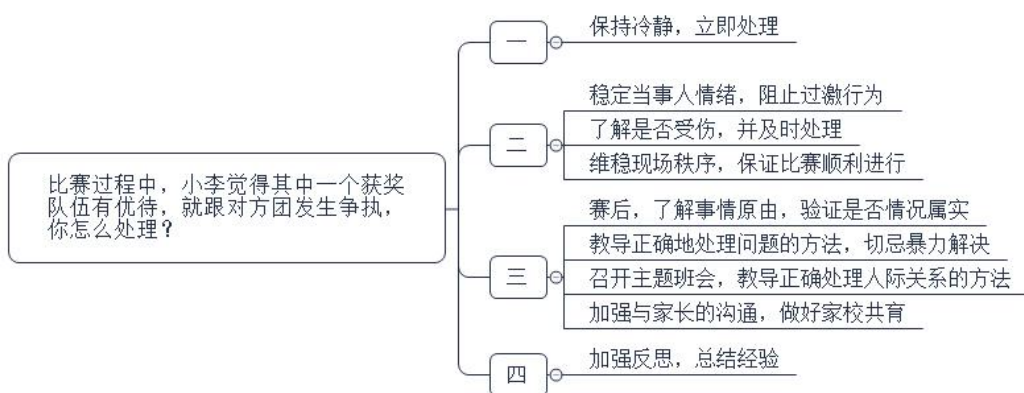 比赛过程中，小李觉得其中一个获奖
队伍有优待，就跟对方团发生争执，
你怎么处理？
一
保持冷静，立即处理
二
稳定当事人情绪，阻止过激行为
了解是否受伤，并及时处理
维稳现场秩序，保证比赛顺利进行
三
赛后，了解事情原由，验证是否情况属实
教导正确地处理问题的方法，切忌暴力解决
召开主题班会，教导正确处理人际关系的方法
加强与家长的沟通，做好家校共育
四
加强反思，总结经验